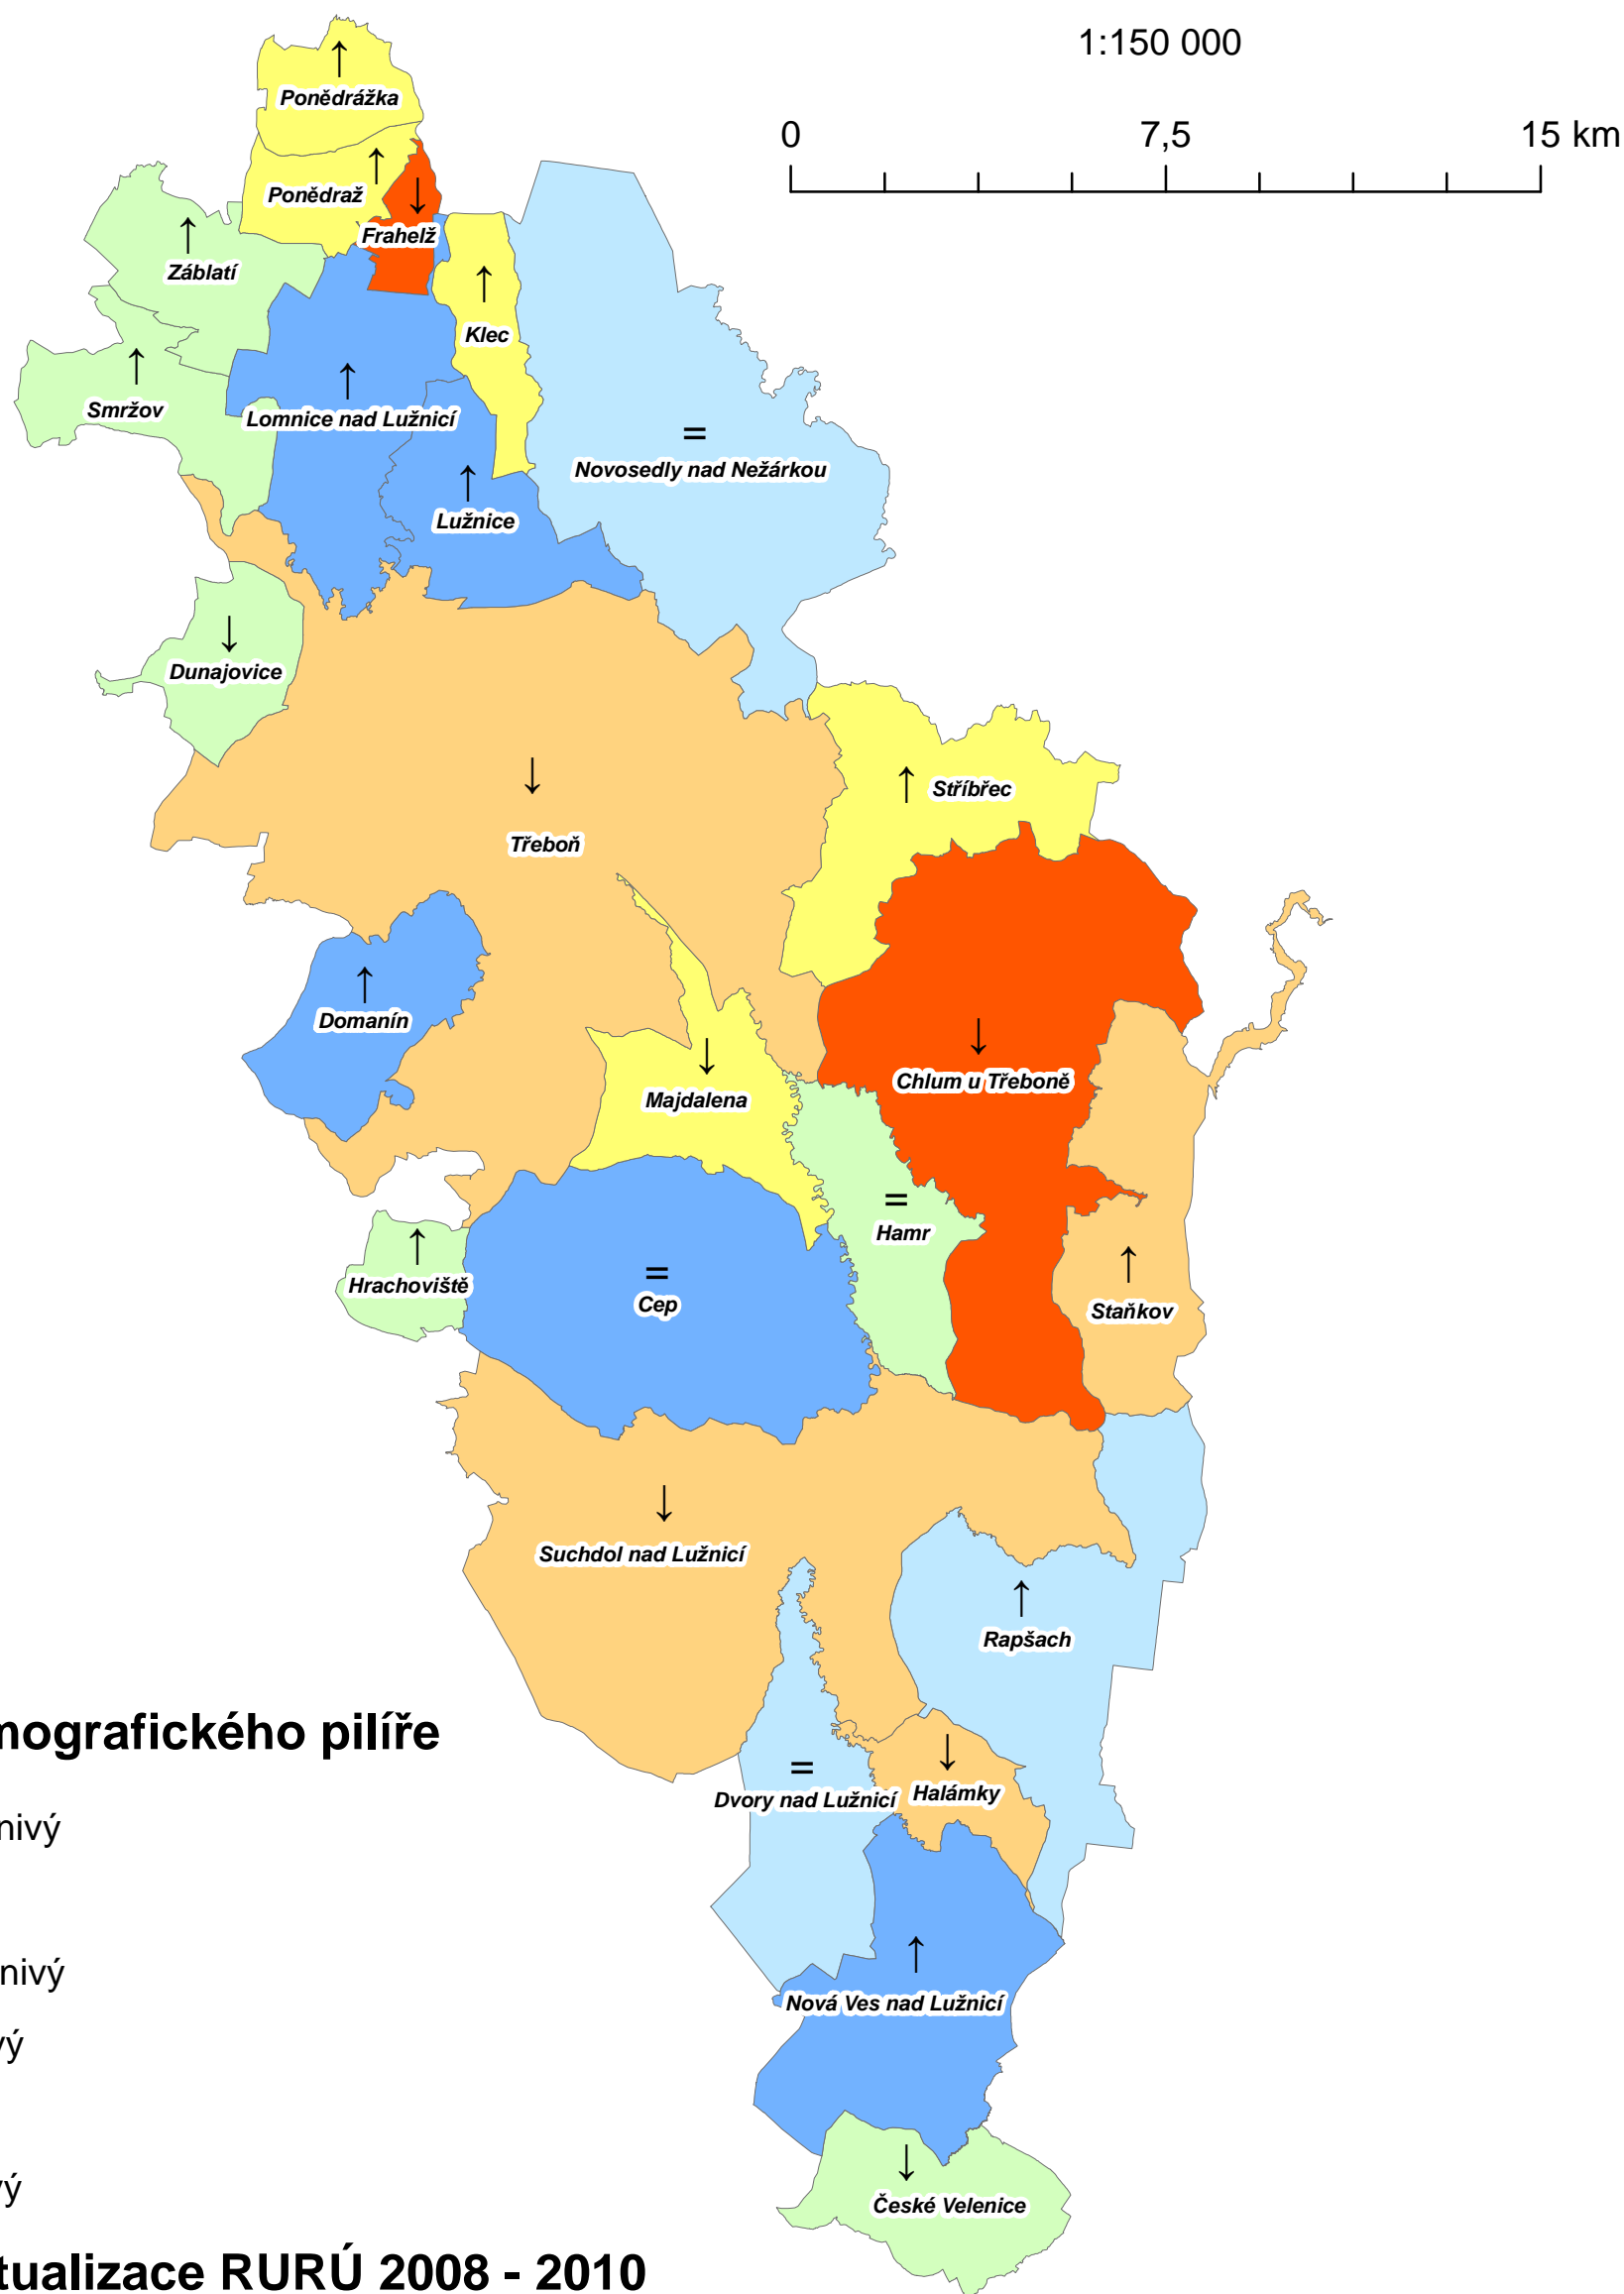 1:150 000
0 7,5 15 km
↑
Ponědrážka
↑
Ponědraž
↓
Frahelž
↑
Záblatí
↑
Klec
↑
Smržov
↑
Lomnice nad Lužnicí
=
Novosedly nad Nežárkou
↑
Lužnice
↓
Dunajovice
↓
Třeboň
↑ Stříbřec
↑
Domanín
↓
Chlum u Třeboně
↓
Majdalena
=
Hamr
↑
Hrachoviště
=
Cep
↑
Staňkov
↓
Suchdol nad Lužnicí
↑
Rapšach
mografického pilíře
=
Dvory nad Lužnicí
↓
Halámky
nivý
nivý
↑
Nová Ves nad Lužnicí
vý
vý
↓
České Velenice
tualizace RURÚ 2008 - 2010